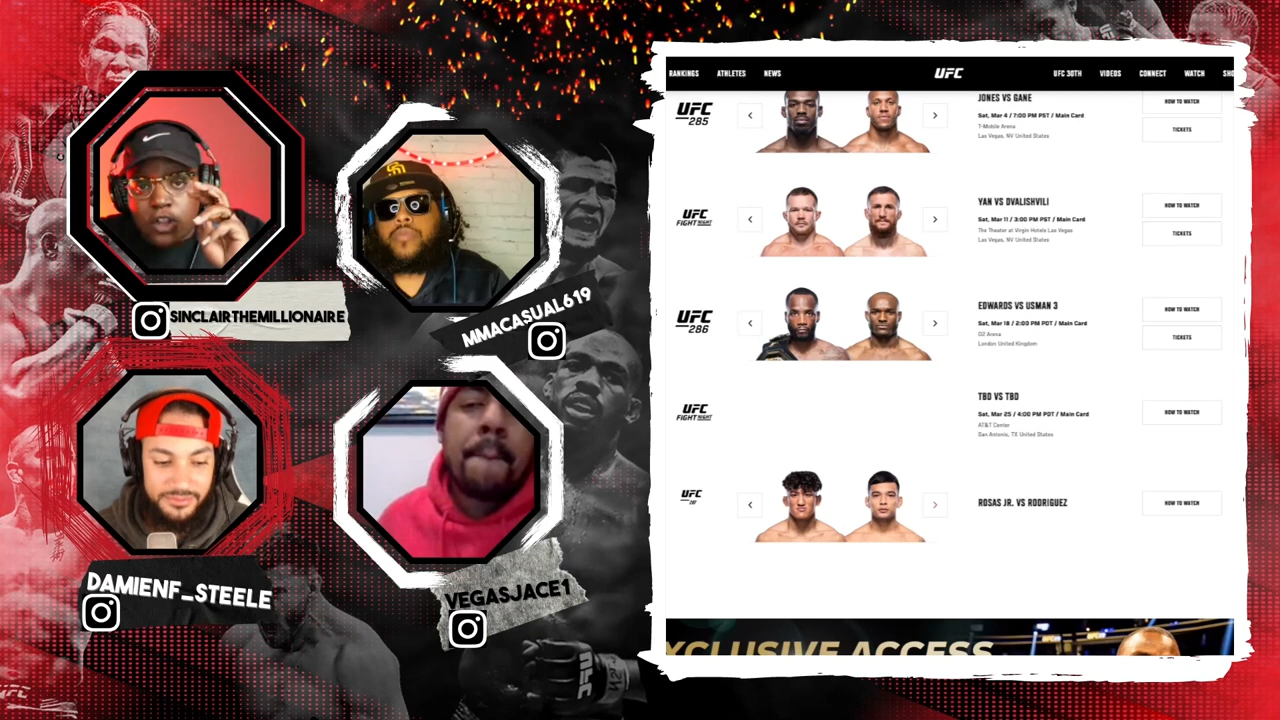 SINCLAIRTHEMILLIONAIRE
MMACASUAL619
DAMIENF_STEELE
VEGASJACE1
RANKINGS ATHLETES NEWS UFC UFC 30TH VIDEOS CONNECT WATCH
UFC
285
JONES VS GANE
Sat, Mar 4 / 7:00 PM PST / Main Card
T-Mobile Arena
Las Vegas, NV United States
HOW TO WATCH
TICKETS
UFC
FIGHT NIGHT
YAN VS DVALISHVILI
Sat, Mar 11 / 3:00 PM PST / Main Card
The Theater at Virgin Hotels Las Vegas
Las Vegas, NV United States
HOW TO WATCH
TICKETS
UFC
286
EDWARDS VS USMAN 3
Sat, Mar 18 / 2:00 PM PDT / Main Card
O2 Arena
London United Kingdom
HOW TO WATCH
TICKETS
UFC
FIGHT NIGHT
TBD VS TBD
Sat, Mar 25 / 4:00 PM PDT / Main Card
AT&T Center
San Antonio, TX United States
HOW TO WATCH
UFC
287
ROSAS JR. VS RODRIGUEZ
HOW TO WATCH
XCLUSIVE ACCESS